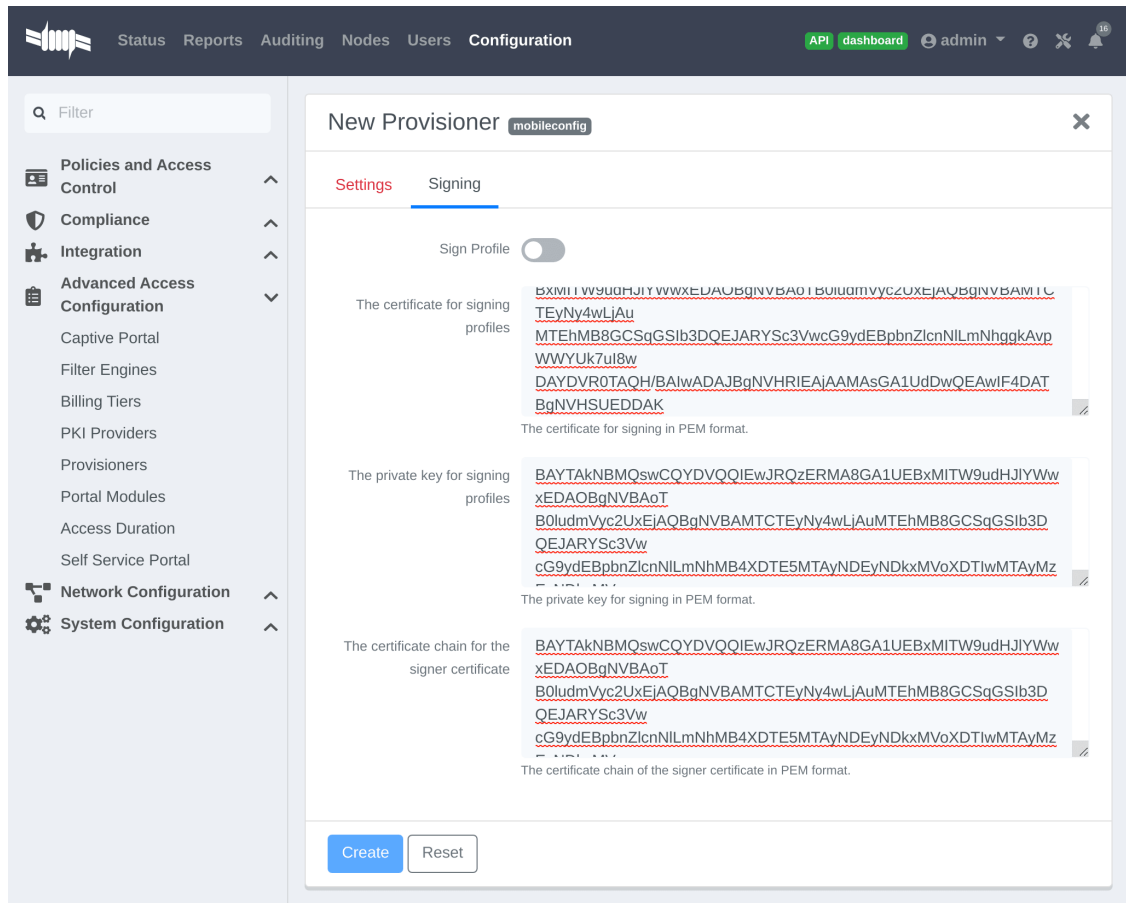 Status Reports Auditing Nodes Users Configuration
API dashboard admin 16
Filter
Policies and Access
Control
Compliance
Integration
Advanced Access
Configuration
Captive Portal
Filter Engines
Billing Tiers
PKI Providers
Provisioners
Portal Modules
Access Duration
Self Service Portal
Network Configuration
System Configuration
New Provisioner mobileconfig
Settings Signing
Sign Profile
The certificate for signing
profiles
BxMITW9udHJlYWwxEDAOBgNVBAoTB0ludmVyc2UxEjAQBgNVBAMTC
TEyNy4wLjAu
MTEhMB8GCSqGSIb3DQEJARYSc3VwcG9ydEBpbnZlcnNlLmNhggkAvp
WWYUk7uI8w
DAYDVR0TAQH/BAIwADAJBgNVHRIEAjAAMAsGA1UdDwQEAwIF4DAT
BgNVHSUEDDAK
The certificate for signing in PEM format.
The private key for signing
profiles
BAYTAkNBMQswCQYDVQQIEwJRQzERMA8GA1UEBxMITW9udHJlYWw
xEDAOBgNVBAoT
B0ludmVyc2UxEjAQBgNVBAMTCTEyNy4wLjAuMTEhMB8GCSqGSIb3D
QEJARYSc3Vw
cG9ydEBpbnZlcnNlLmNhMB4XDTE5MTAyNDEyNDkxMVoXDTIwMTAyMz
The private key for signing in PEM format.
The certificate chain for the
signer certificate
BAYTAkNBMQswCQYDVQQIEwJRQzERMA8GA1UEBxMITW9udHJlYWw
xEDAOBgNVBAoT
B0ludmVyc2UxEjAQBgNVBAMTCTEyNy4wLjAuMTEhMB8GCSqGSIb3D
QEJARYSc3Vw
cG9ydEBpbnZlcnNlLmNhMB4XDTE5MTAyNDEyNDkxMVoXDTIwMTAyMz
The certificate chain of the signer certificate in PEM format.
Create Reset